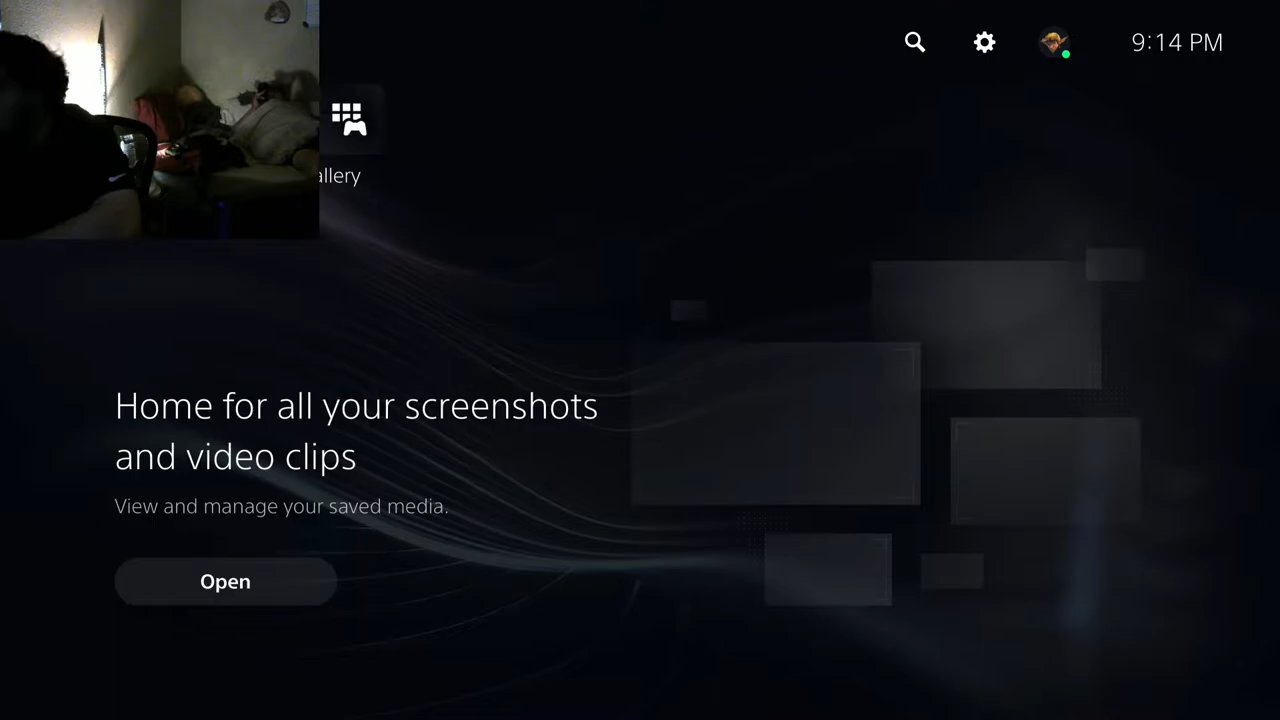 9:14 PM
allery
Home for all your screenshots
and video clips
View and manage your saved media.
Open